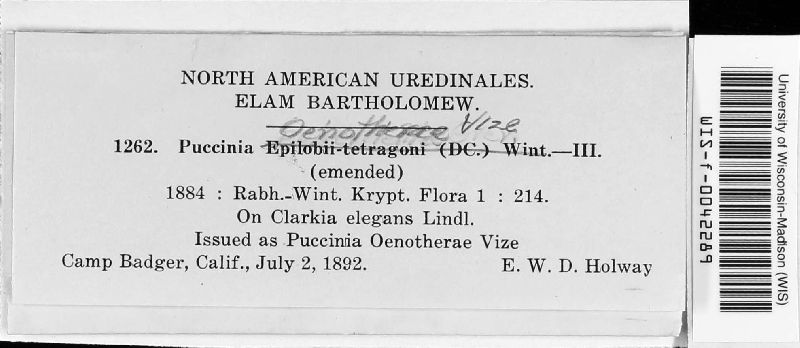 NORTH AMERICAN UREDINALES.
ELAM BARTHOLOMEW.
Oenotherae Vize
1262. Puccinia Epilobii-tetragoni (DC.) Wint.—III.
(emended)
1884 : Rabh.-Wint. Krypt. Flora 1 : 214.
On Clarkia elegans Lindl.
Issued as Puccinia Oenotherae Vize
Camp Badger, Calif., July 2, 1892. E. W. D. Holway
University of Wisconsin-Madison (WIS)
WIS-f-0042289